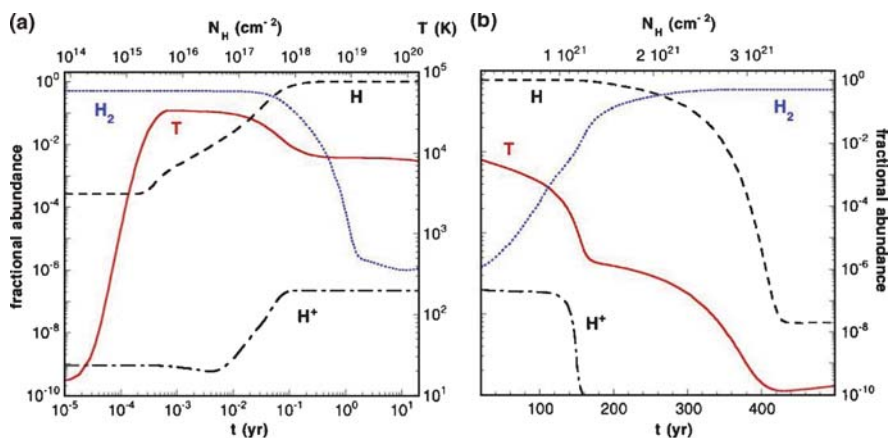 (a)
N_H (cm⁻²)
T (K)
10¹⁴ 10¹⁵ 10¹⁶ 10¹⁷ 10¹⁸ 10¹⁹ 10²⁰
fractional abundance
10⁰
10⁻²
10⁻⁴
10⁻⁶
10⁻⁸
10⁻¹⁰
H₂
T
H
H⁺
10⁵
10⁴
10³
10²
10¹
10⁻⁵ 10⁻⁴ 10⁻³ 10⁻² 10⁻¹ 10⁰ 10¹
t (yr)
(b)
N_H (cm⁻²)
1 10²¹ 2 10²¹ 3 10²¹
H
H₂
T
H⁺
10⁰
10⁻²
10⁻⁴
10⁻⁶
10⁻⁸
10⁻¹⁰
fractional abundance
100 200 300 400
t (yr)